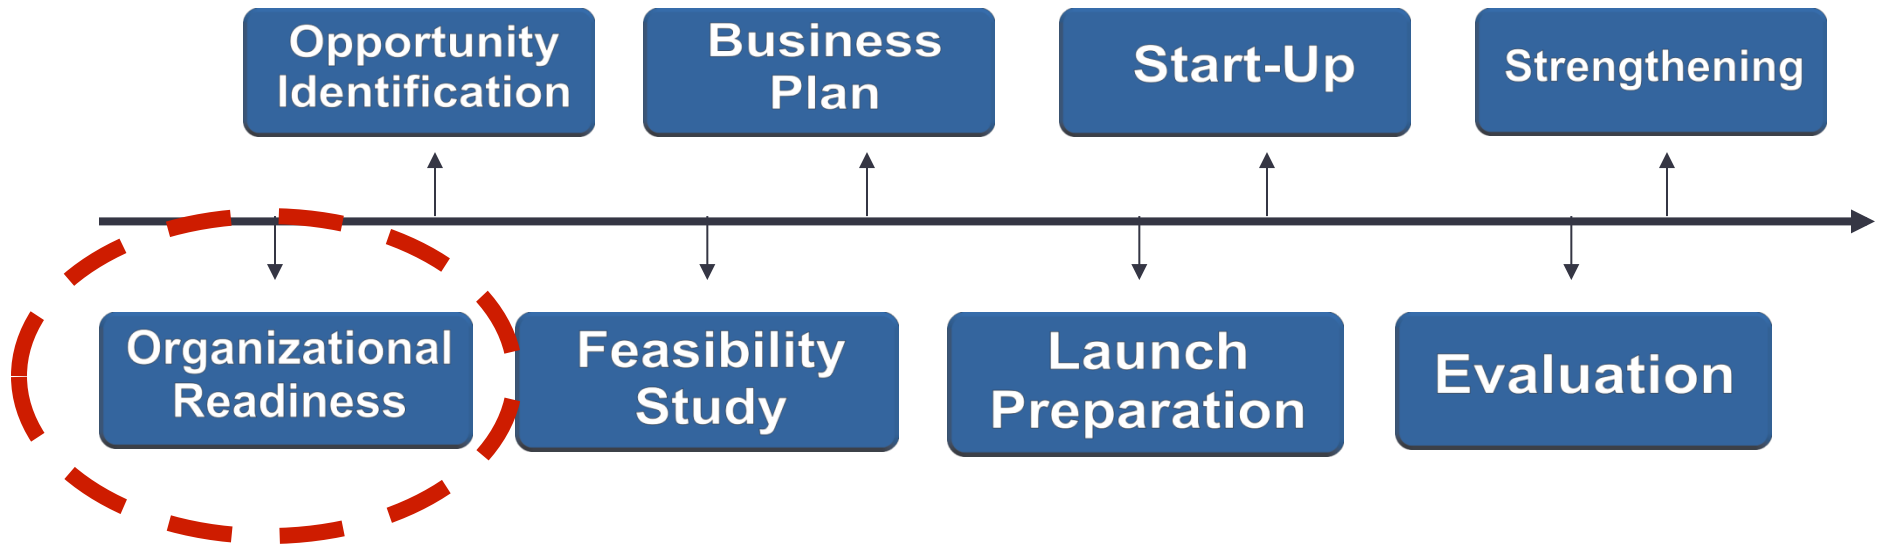 Opportunity
Identification
Business
Plan
Start-Up
Strengthening
Organizational
Readiness
Feasibility
Study
Launch
Preparation
Evaluation